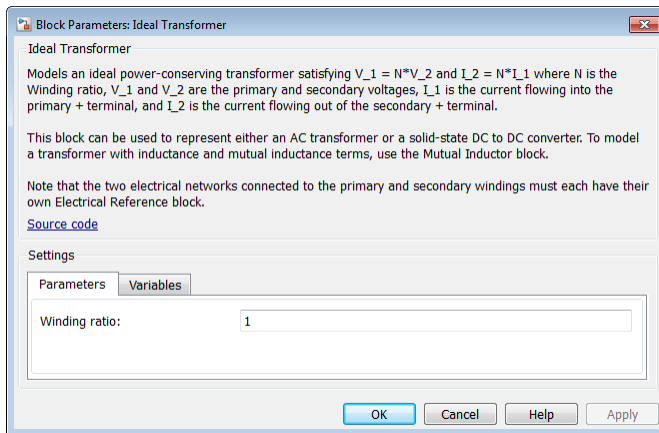 Block Parameters: Ideal Transformer
Ideal Transformer
Models an ideal power-conserving transformer satisfying V_1 = N*V_2 and I_2 = N*I_1 where N is the
Winding ratio, V_1 and V_2 are the primary and secondary voltages, I_1 is the current flowing into the
primary + terminal, and I_2 is the current flowing out of the secondary + terminal.
This block can be used to represent either an AC transformer or a solid-state DC to DC converter. To model
a transformer with inductance and mutual inductance terms, use the Mutual Inductor block.
Note that the two electrical networks connected to the primary and secondary windings must each have their
own Electrical Reference block.
Source code
Settings
Parameters Variables
Winding ratio: 1
OK Cancel Help Apply